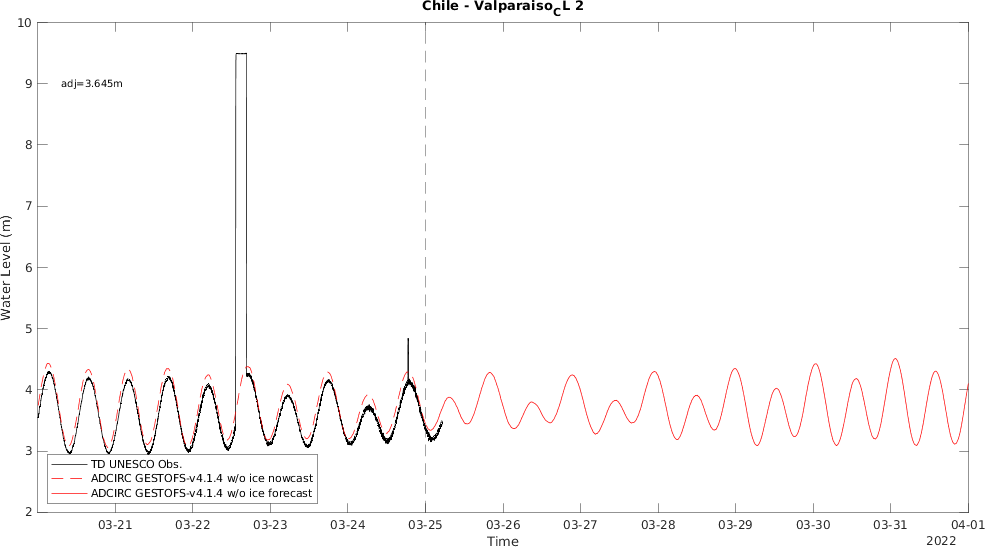 Chile - Valparaiso_CL 2
10
9
8
7
6
5
4
3
2
adj=3.645m
Water Level (m)
TD UNESCO Obs.
ADCIRC GESTOFS-v4.1.4 w/o ice nowcast
ADCIRC GESTOFS-v4.1.4 w/o ice forecast
03-21 03-22 03-23 03-24 03-25 03-26 03-27 03-28 03-29 03-30 03-31 04-01
Time
2022